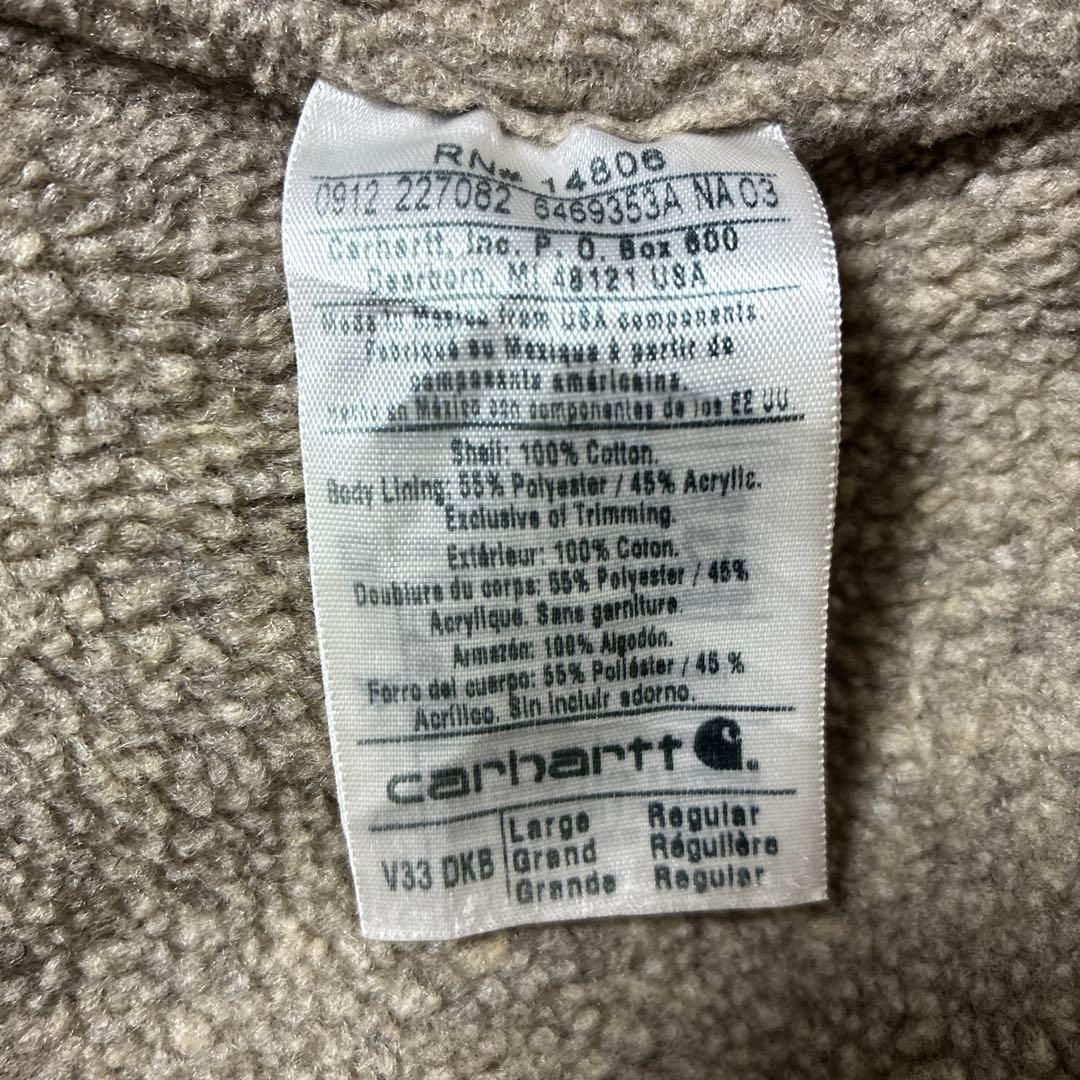 RN# 14806
0912 227082 6469353A NA 03
Carhartt, Inc. P. O. Box 600
Dearborn, MI 48121 USA
Made in Mexico from USA components
Fabriqué au Mexique à partir de
composants américains.
Hecho en México con componentes de los EE UU
Shell: 100% Cotton.
Body Lining: 55% Polyester / 45% Acrylic.
Exclusive of Trimming.
Extérieur: 100% Coton.
Doublure du corps: 55% Polyester / 45%
Acrylique. Sans garniture.
Armazón: 100% Algodón.
Forro del cuerpo: 55% Poliéster / 45 %
Acrílico. Sin incluir adorno.
carhartt
V33 DKB
Large Regular
Grand Régulière
Grande Regular